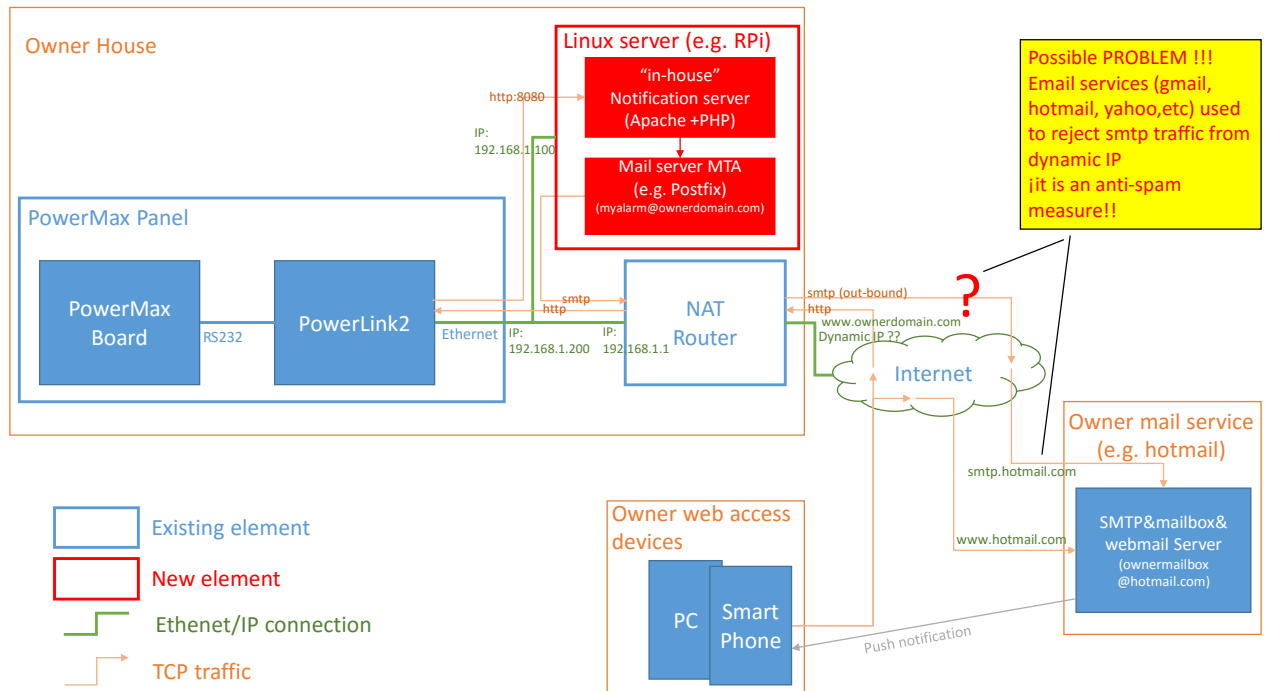 Owner House
Linux server (e.g. RPi)
“in-house”
Notification server
(Apache +PHP)
http:8080
IP:
192.168.1.100
Mail server MTA
(e.g. Postfix)
(myalarm@ownerdomain.com)
Possible PROBLEM !!!
Email services (gmail,
hotmail, yahoo,etc) used
to reject smtp traffic from
dynamic IP
¡it is an anti-spam
measure!!
PowerMax Panel
PowerMax
Board
RS232
PowerLink2
Ethernet
smtp
http
IP:
192.168.1.200
IP:
192.168.1.1
NAT
Router
smtp (out-bound)
http
?
www.ownerdomain.com
Dynamic IP ??
Internet
Owner mail service
(e.g. hotmail)
smtp.hotmail.com
www.hotmail.com
SMTP&mailbox&
webmail Server
(ownermailbox
@hotmail.com)
Owner web access
devices
PC
Smart
Phone
Push notification
Existing element
New element
Ethenet/IP connection
TCP traffic